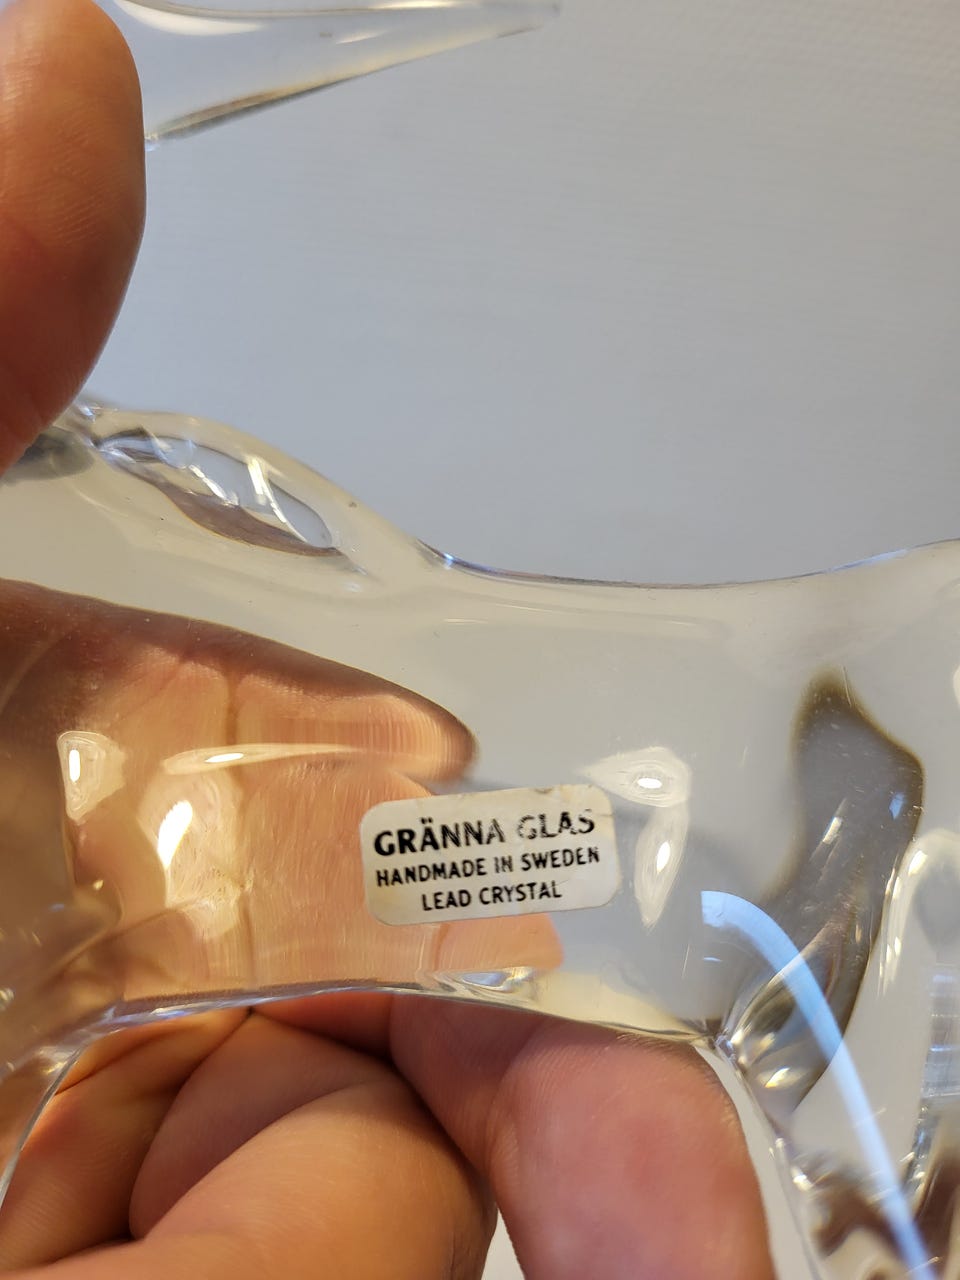 GRÄNNA GLAS
HANDMADE IN SWEDEN
LEAD CRYSTAL